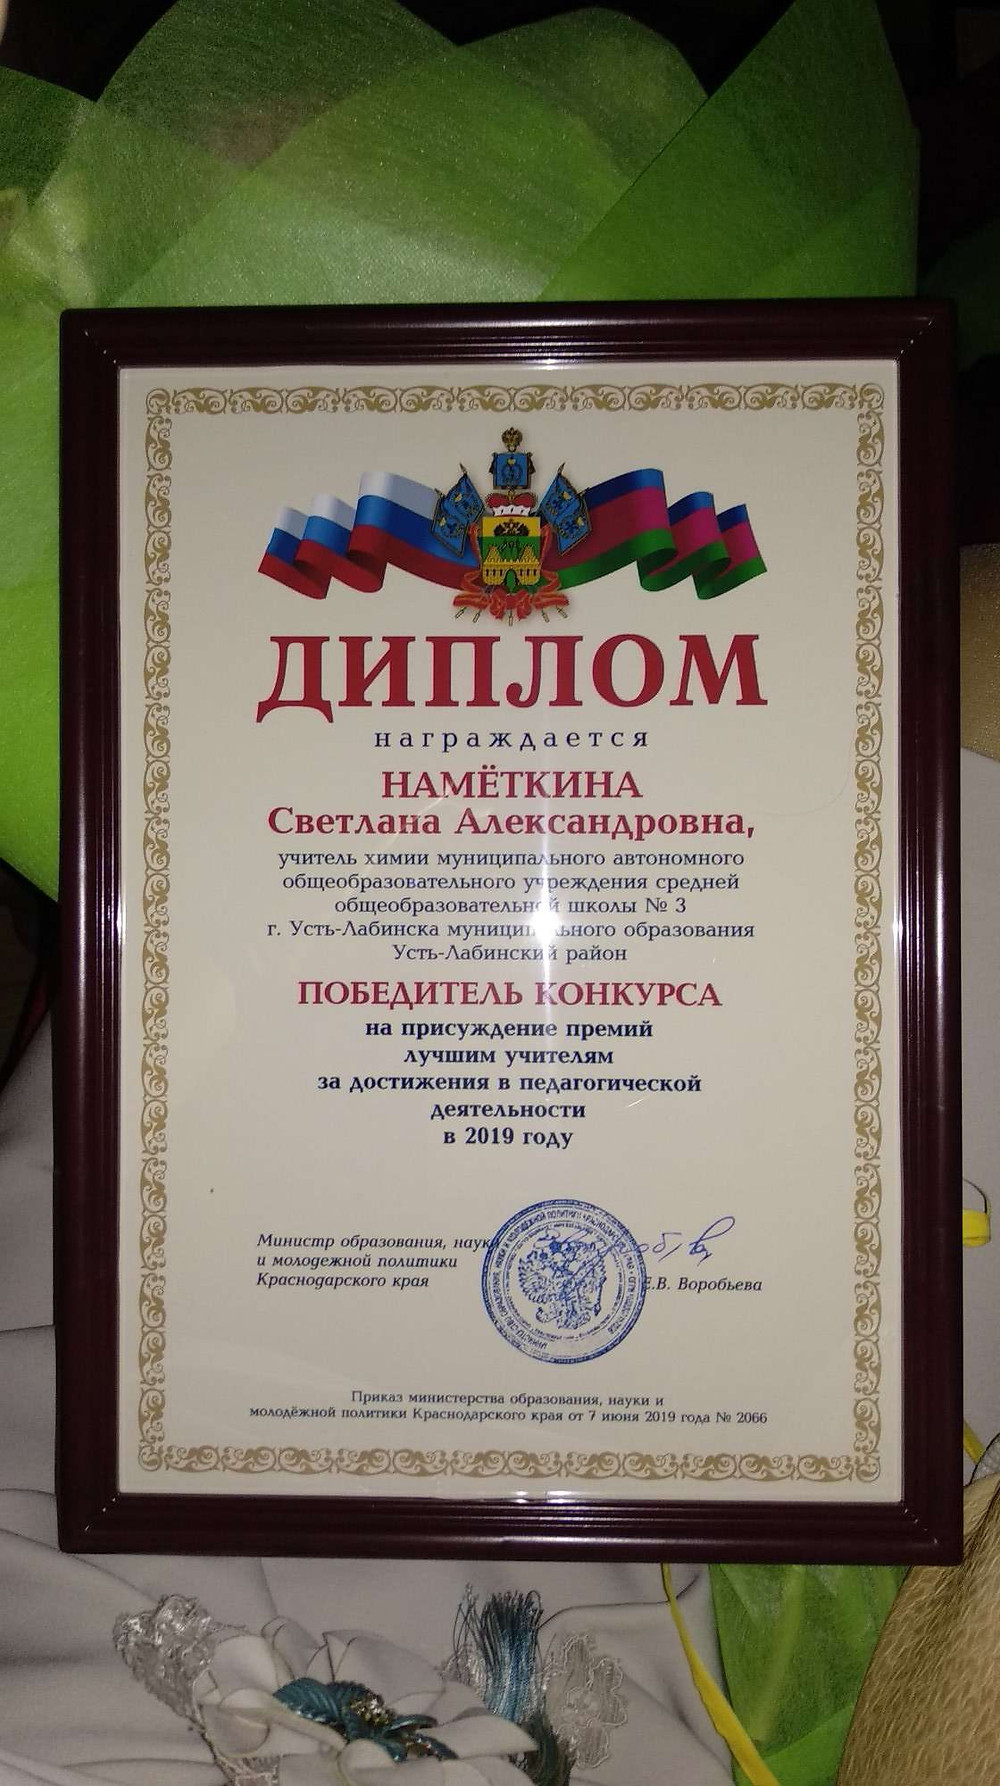 ДИПЛОМ
награждается
НАМЁТКИНА
Светлана Александровна,
учитель химии муниципального автономного
общеобразовательного учреждения средней
общеобразовательной школы № 3
г. Усть-Лабинска муниципального образования
Усть-Лабинский район
ПОБЕДИТЕЛЬ КОНКУРСА
на присуждение премий
лучшим учителям
за достижения в педагогической
деятельности
в 2019 году
Министр образования, науки
и молодежной политики
Краснодарского края
Е.В. Воробьева
Приказ министерства образования, науки и
молодёжной политики Краснодарского края от 7 июня 2019 года № 2066